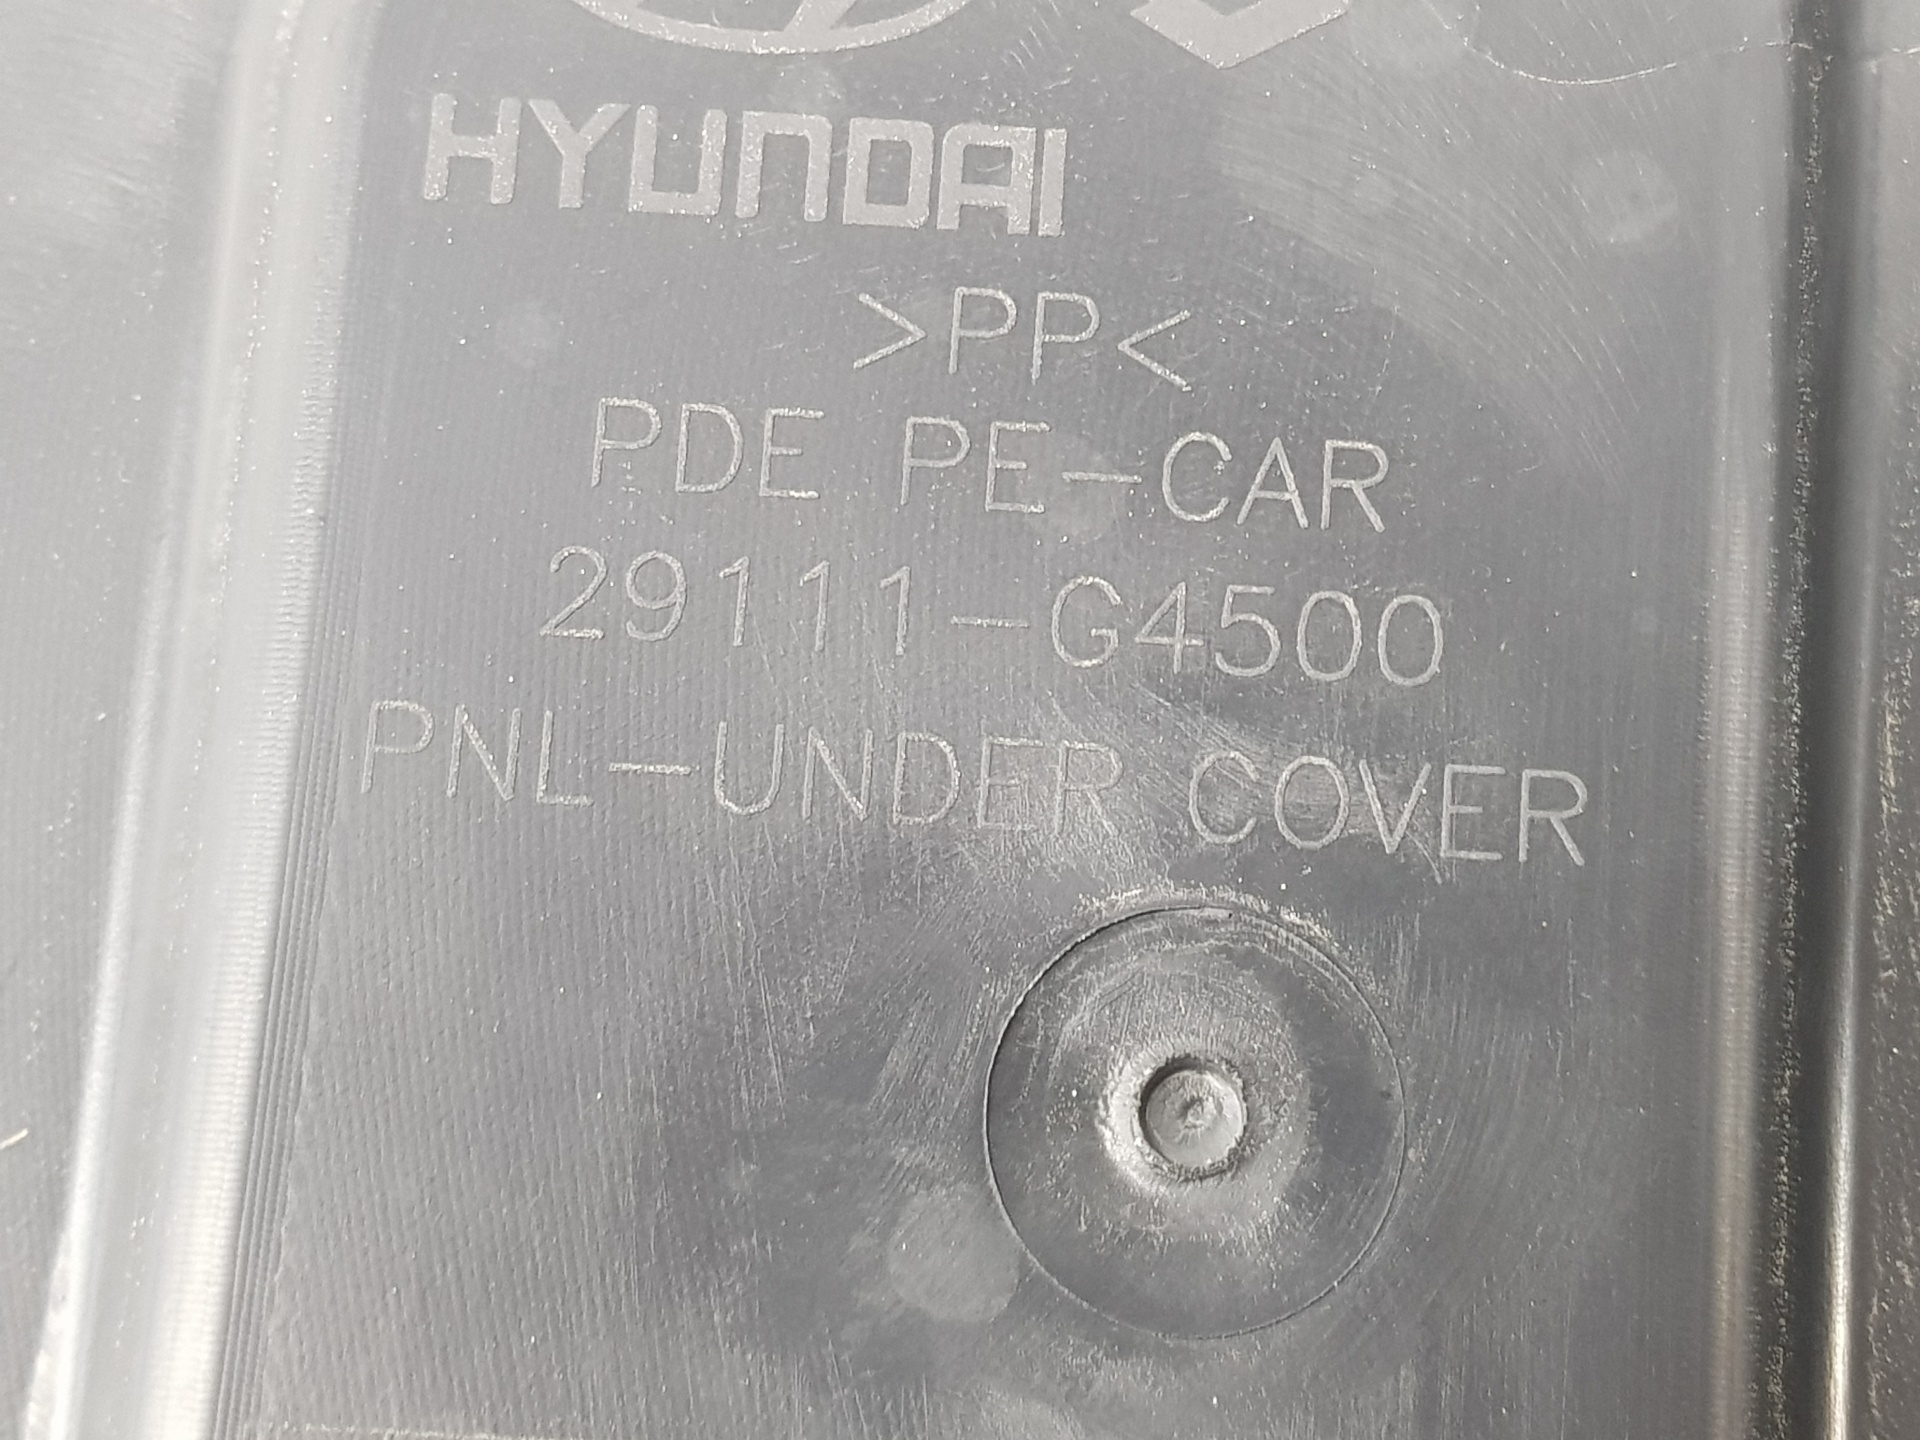 HYUNDAI
>PP<
PDE PE-CAR
29111-G4500
PNL-UNDER COVER